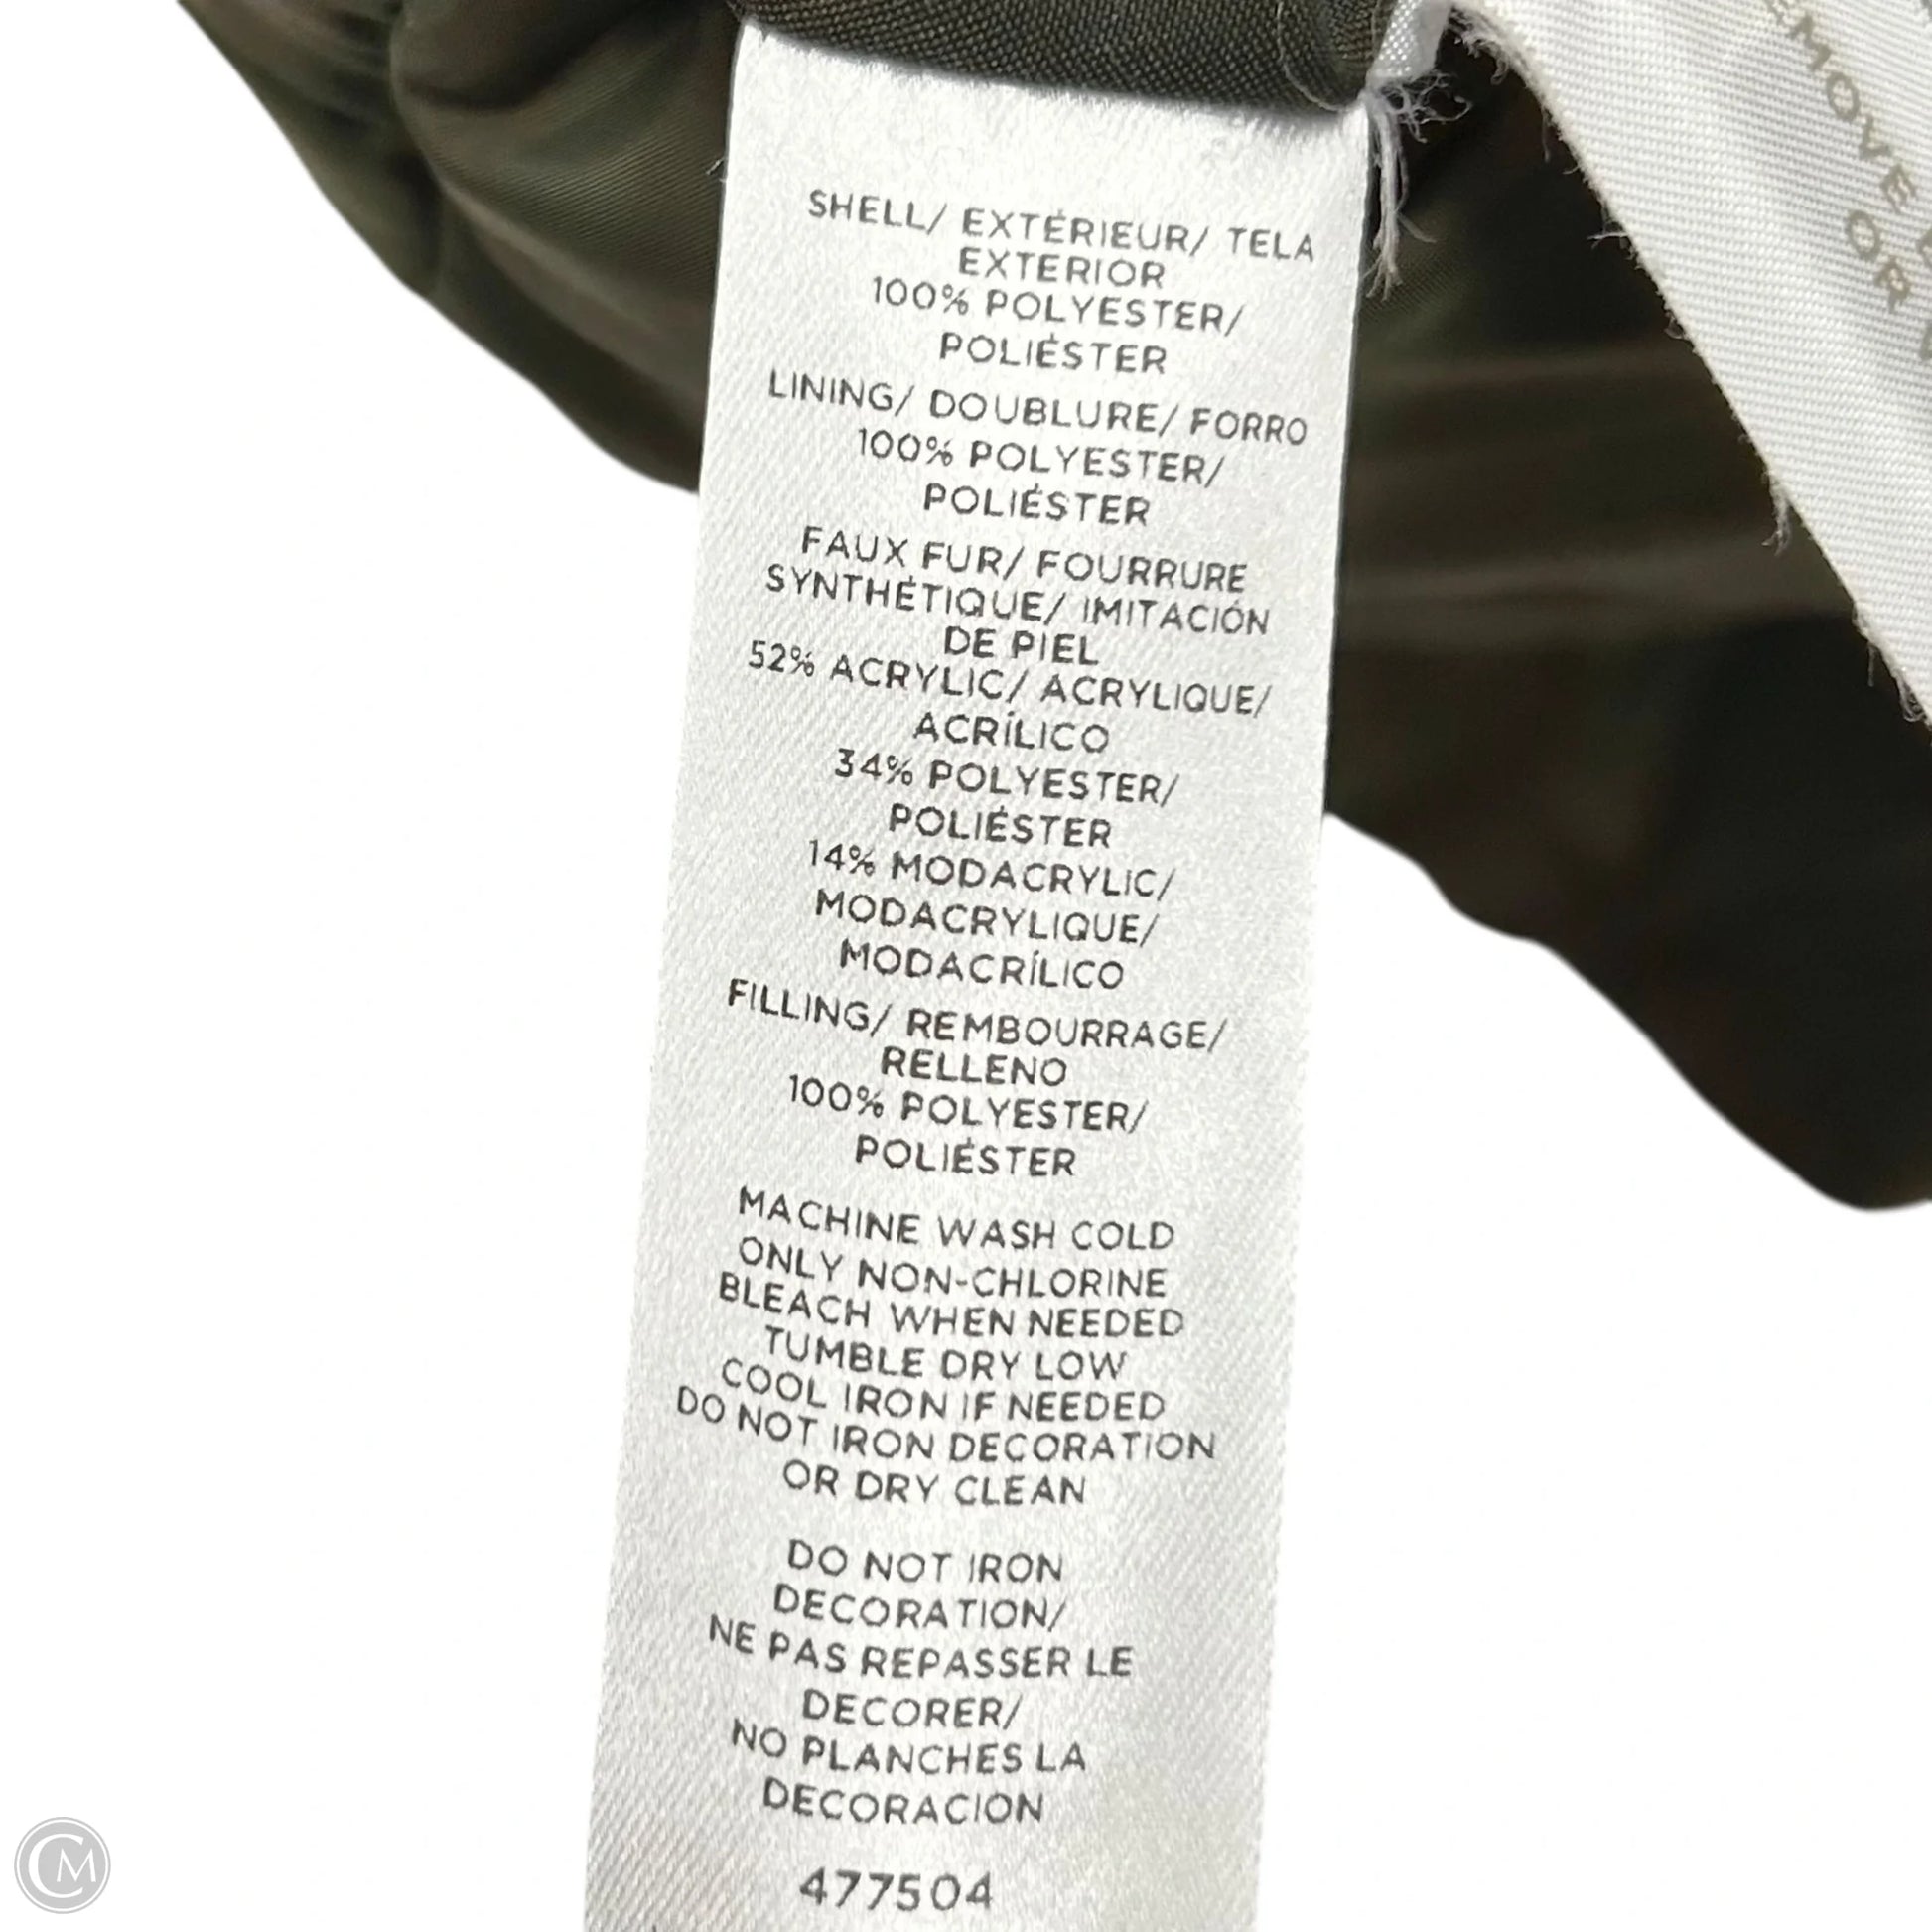 SHELL/ EXTÉRIEUR/ TELA
EXTERIOR
100% POLYESTER/
POLIÉSTER
LINING/ DOUBLURE/ FORRO
100% POLYESTER/
POLIÉSTER
FAUX FUR/ FOURRURE
SYNTHÉTIQUE/ IMITACIÓN
DE PIEL
52% ACRYLIC/ ACRYLIQUE/
ACRÍLICO
34% POLYESTER/
POLIÉSTER
14% MODACRYLIC/
MODACRYLIQUE/
MODACRÍLICO
FILLING/ REMBOURRAGE/
RELLENO
100% POLYESTER/
POLIÉSTER
MACHINE WASH COLD
ONLY NON-CHLORINE
BLEACH WHEN NEEDED
TUMBLE DRY LOW
COOL IRON IF NEEDED
DO NOT IRON DECORATION
OR DRY CLEAN
DO NOT IRON
DECORATION/
NE PAS REPASSER LE
DECORER/
NO PLANCHES LA
DECORACION
477504
OR
CM